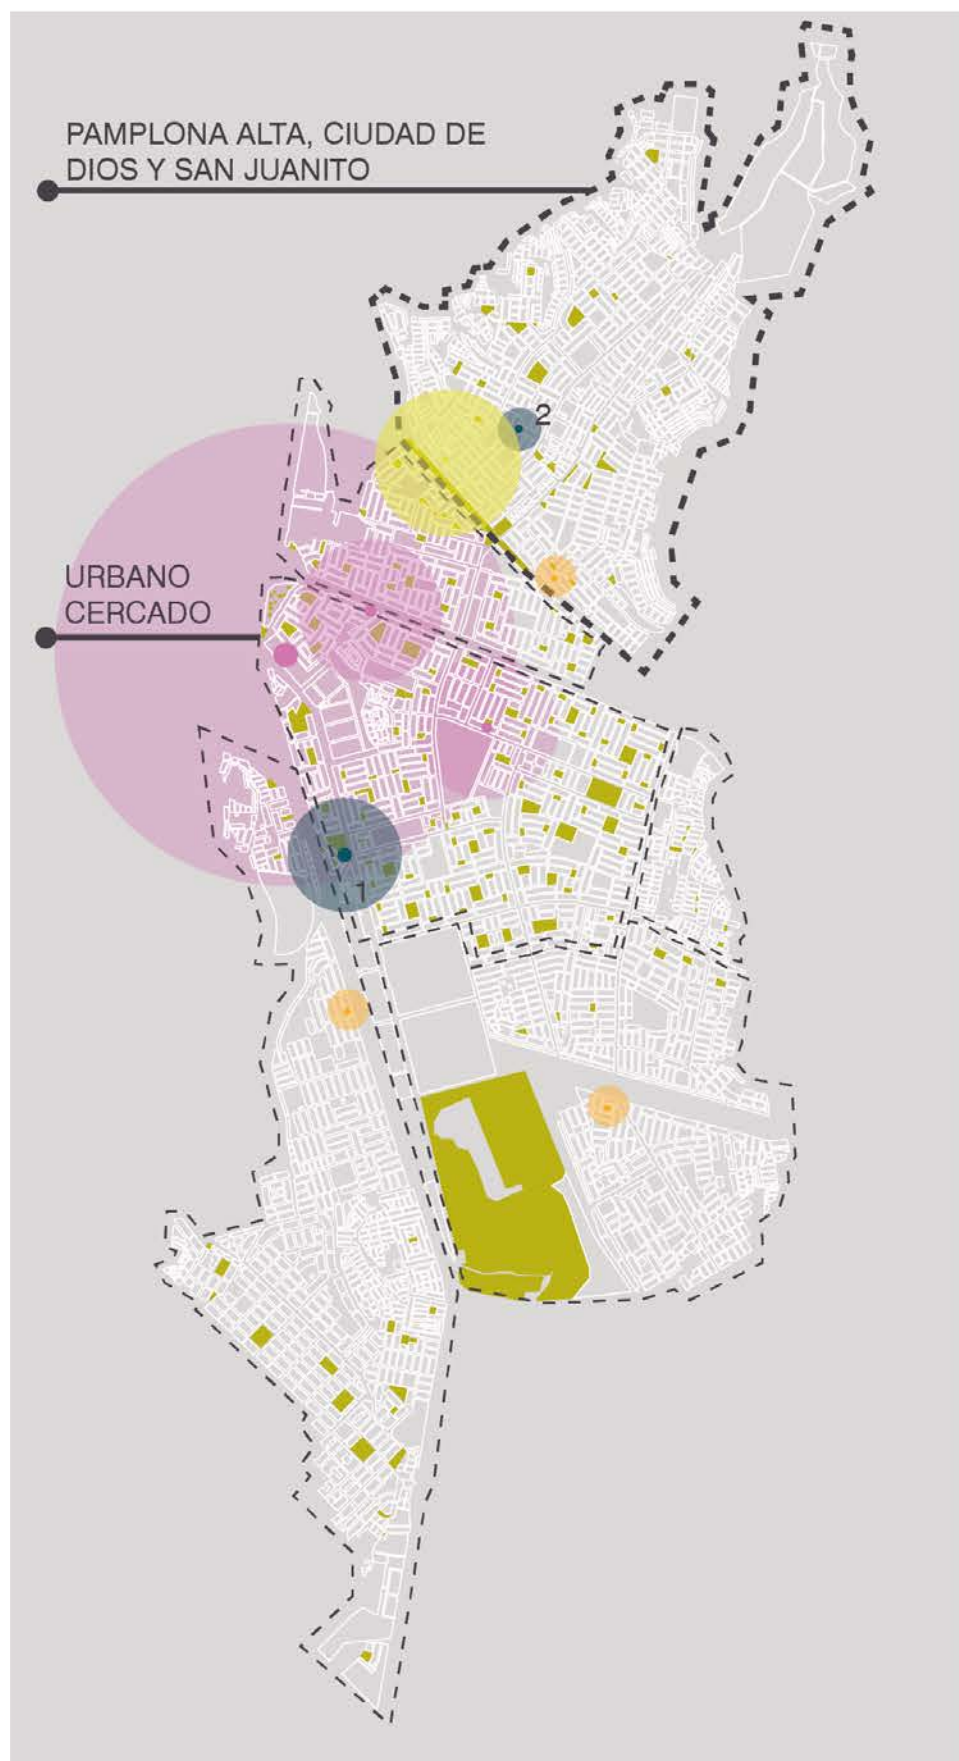 PAMPLONA ALTA, CIUDAD DE
DIOS Y SAN JUANITO
2
URBANO
CERCADO
1